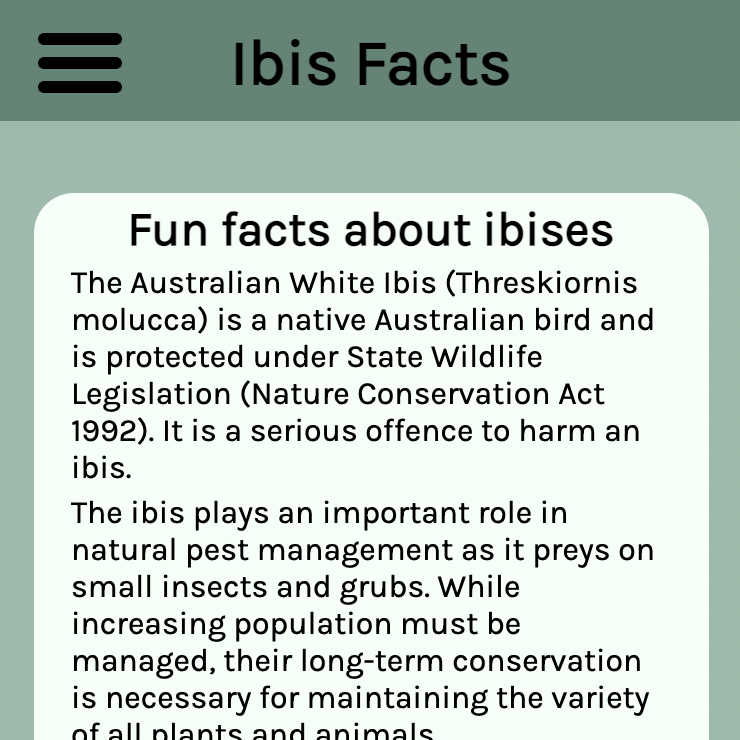 Ibis Facts
Fun facts about ibises
The Australian White Ibis (Threskiornis
molucca) is a native Australian bird and
is protected under State Wildlife
Legislation (Nature Conservation Act
1992). It is a serious offence to harm an
ibis.
The ibis plays an important role in
natural pest management as it preys on
small insects and grubs. While
increasing population must be
managed, their long-term conservation
is necessary for maintaining the variety
of all plants and animals